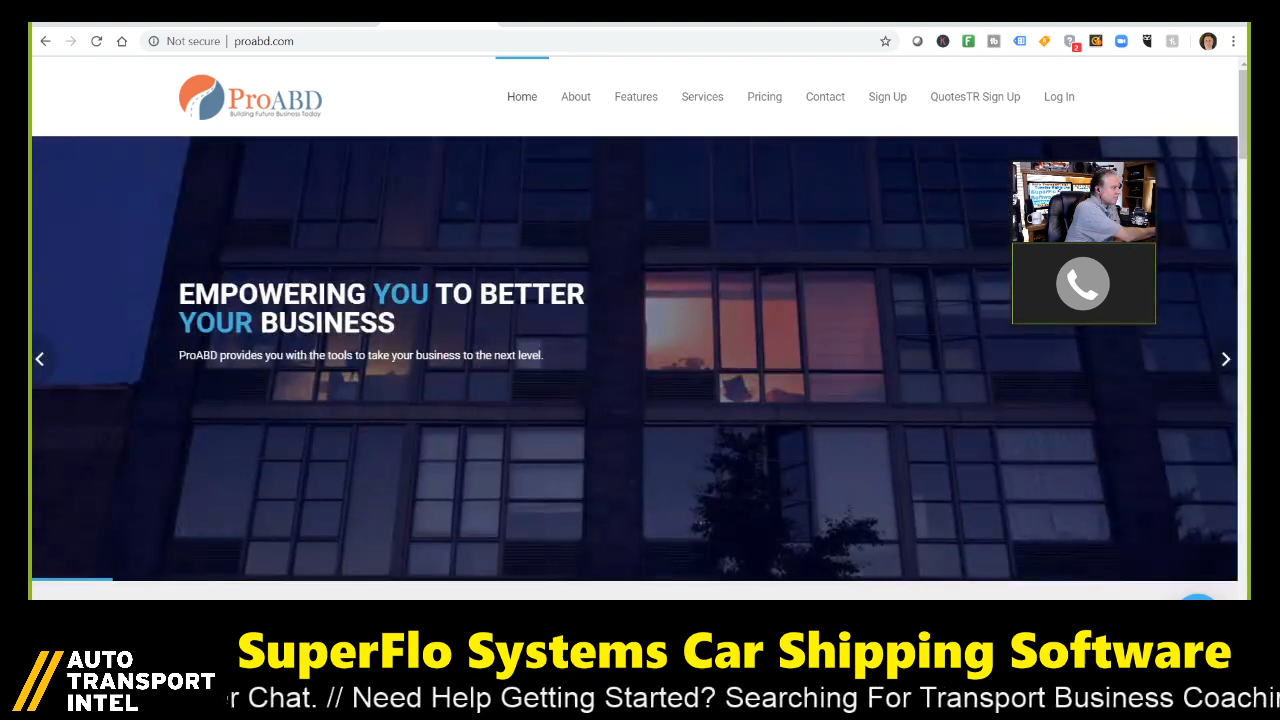 Not secure | proabd.com
2
ProABD
Building Future Business Today
Home
About
Features
Services
Pricing
Contact
Sign Up
QuotesTR Sign Up
Log In
EMPOWERING YOU TO BETTER
YOUR BUSINESS
ProABD provides you with the tools to take your business to the next level.
SuperFlo Systems Car Shipping Software
AUTO
TRANSPORT
INTEL
r Chat. // Need Help Getting Started? Searching For Transport Business Coachin